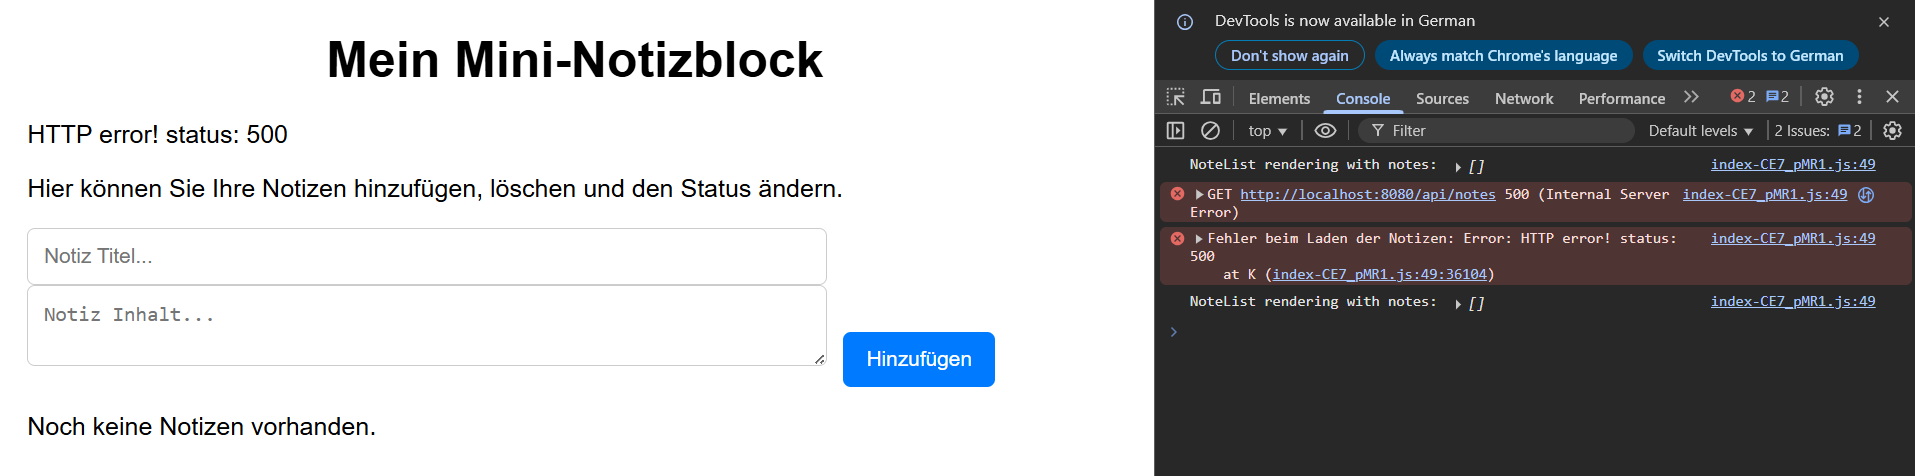 Mein Mini-Notizblock
HTTP error! status: 500
Hier können Sie Ihre Notizen hinzufügen, löschen und den Status ändern.
Notiz Titel...
Notiz Inhalt...
Hinzufügen
Noch keine Notizen vorhanden.
DevTools is now available in German
Don't show again Always match Chrome's language Switch DevTools to German
Elements Console Sources Network Performance 2 2
top Filter Default levels 2 Issues: 2
NoteList rendering with notes: [] index-CE7_pMR1.js:49
GET http://localhost:8080/api/notes 500 (Internal Server index-CE7_pMR1.js:49
Error)
Fehler beim Laden der Notizen: Error: HTTP error! status: index-CE7_pMR1.js:49
500
at K (index-CE7_pMR1.js:49:36104)
NoteList rendering with notes: [] index-CE7_pMR1.js:49